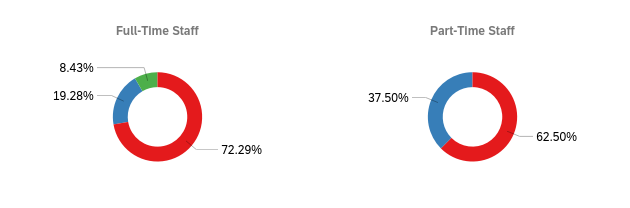 Full-Time Staff
8.43%
19.28%
72.29%
Part-Time Staff
37.50%
62.50%